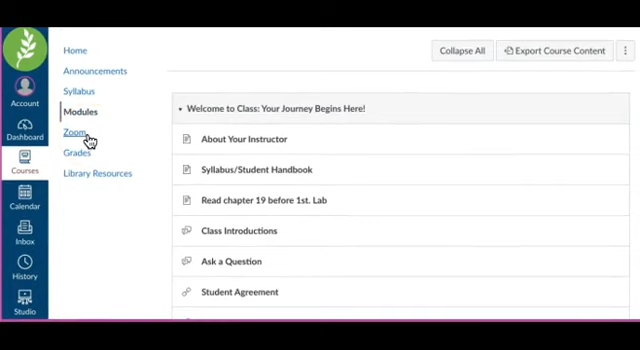 Account
Dashboard
Courses
Calendar
Inbox
History
Studio
Home
Announcements
Syllabus
Modules
Zoom
Grades
Library Resources
Collapse All
Export Course Content
Welcome to Class: Your Journey Begins Here!
About Your Instructor
Syllabus/Student Handbook
Read chapter 19 before 1st. Lab
Class Introductions
Ask a Question
Student Agreement